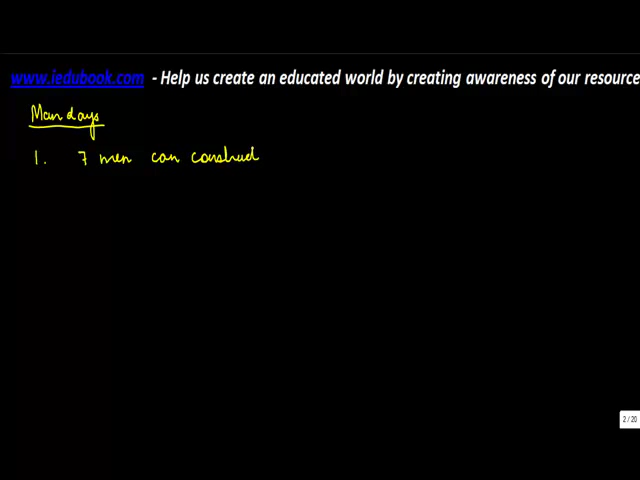 www.iedubook.com - Help us create an educated world by creating awareness of our resource
Man days
1. 7 men can construct
2 / 20